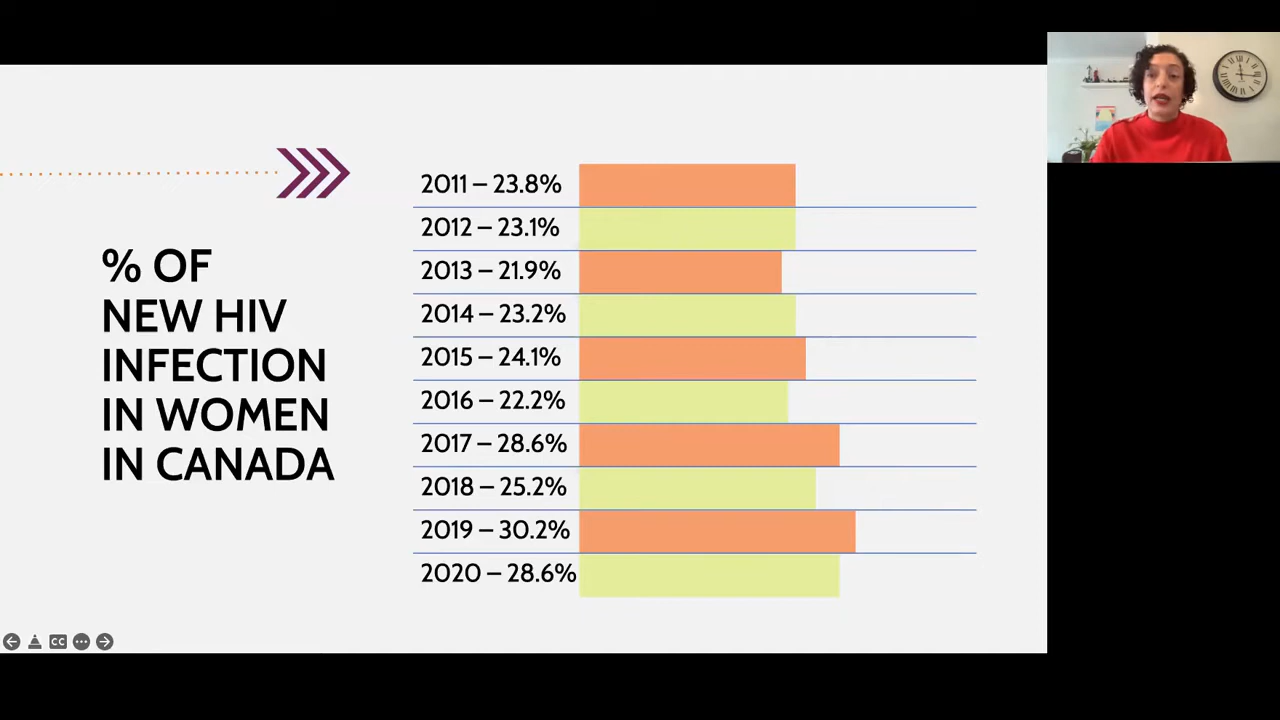 % OF
NEW HIV
INFECTION
IN WOMEN
IN CANADA
2011 – 23.8%
2012 – 23.1%
2013 – 21.9%
2014 – 23.2%
2015 – 24.1%
2016 – 22.2%
2017 – 28.6%
2018 – 25.2%
2019 – 30.2%
2020 – 28.6%
CC